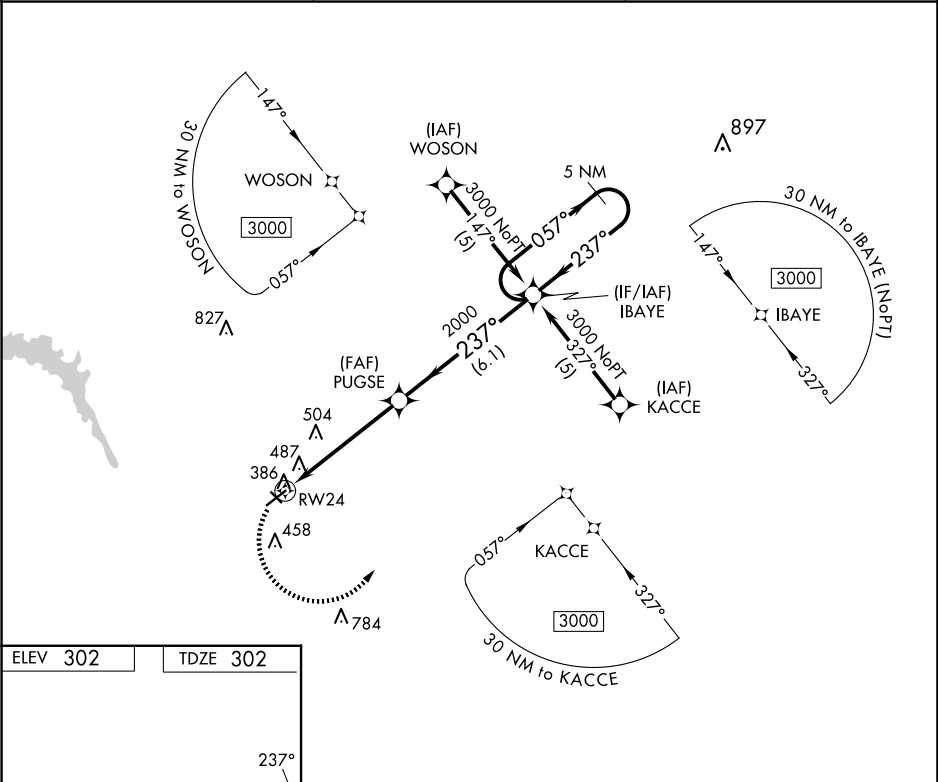 147°
30 NM to WOSON
WOSON
3000
057°
(IAF)
WOSON
3000 NoPT
147°
(5)
5 NM
057°
237°
897
30 NM to IBAYE (NoPT)
147°
3000
IBAYE
327°
(IF/IAF)
IBAYE
827
2000
237°
(6.1)
3000 NoPT
327°
(5)
(FAF)
PUGSE
(IAF)
KACCE
504
487
386
RW24
458
784
057°
KACCE
327°
3000
30 NM to KACCE
ELEV 302
TDZE 302
237°